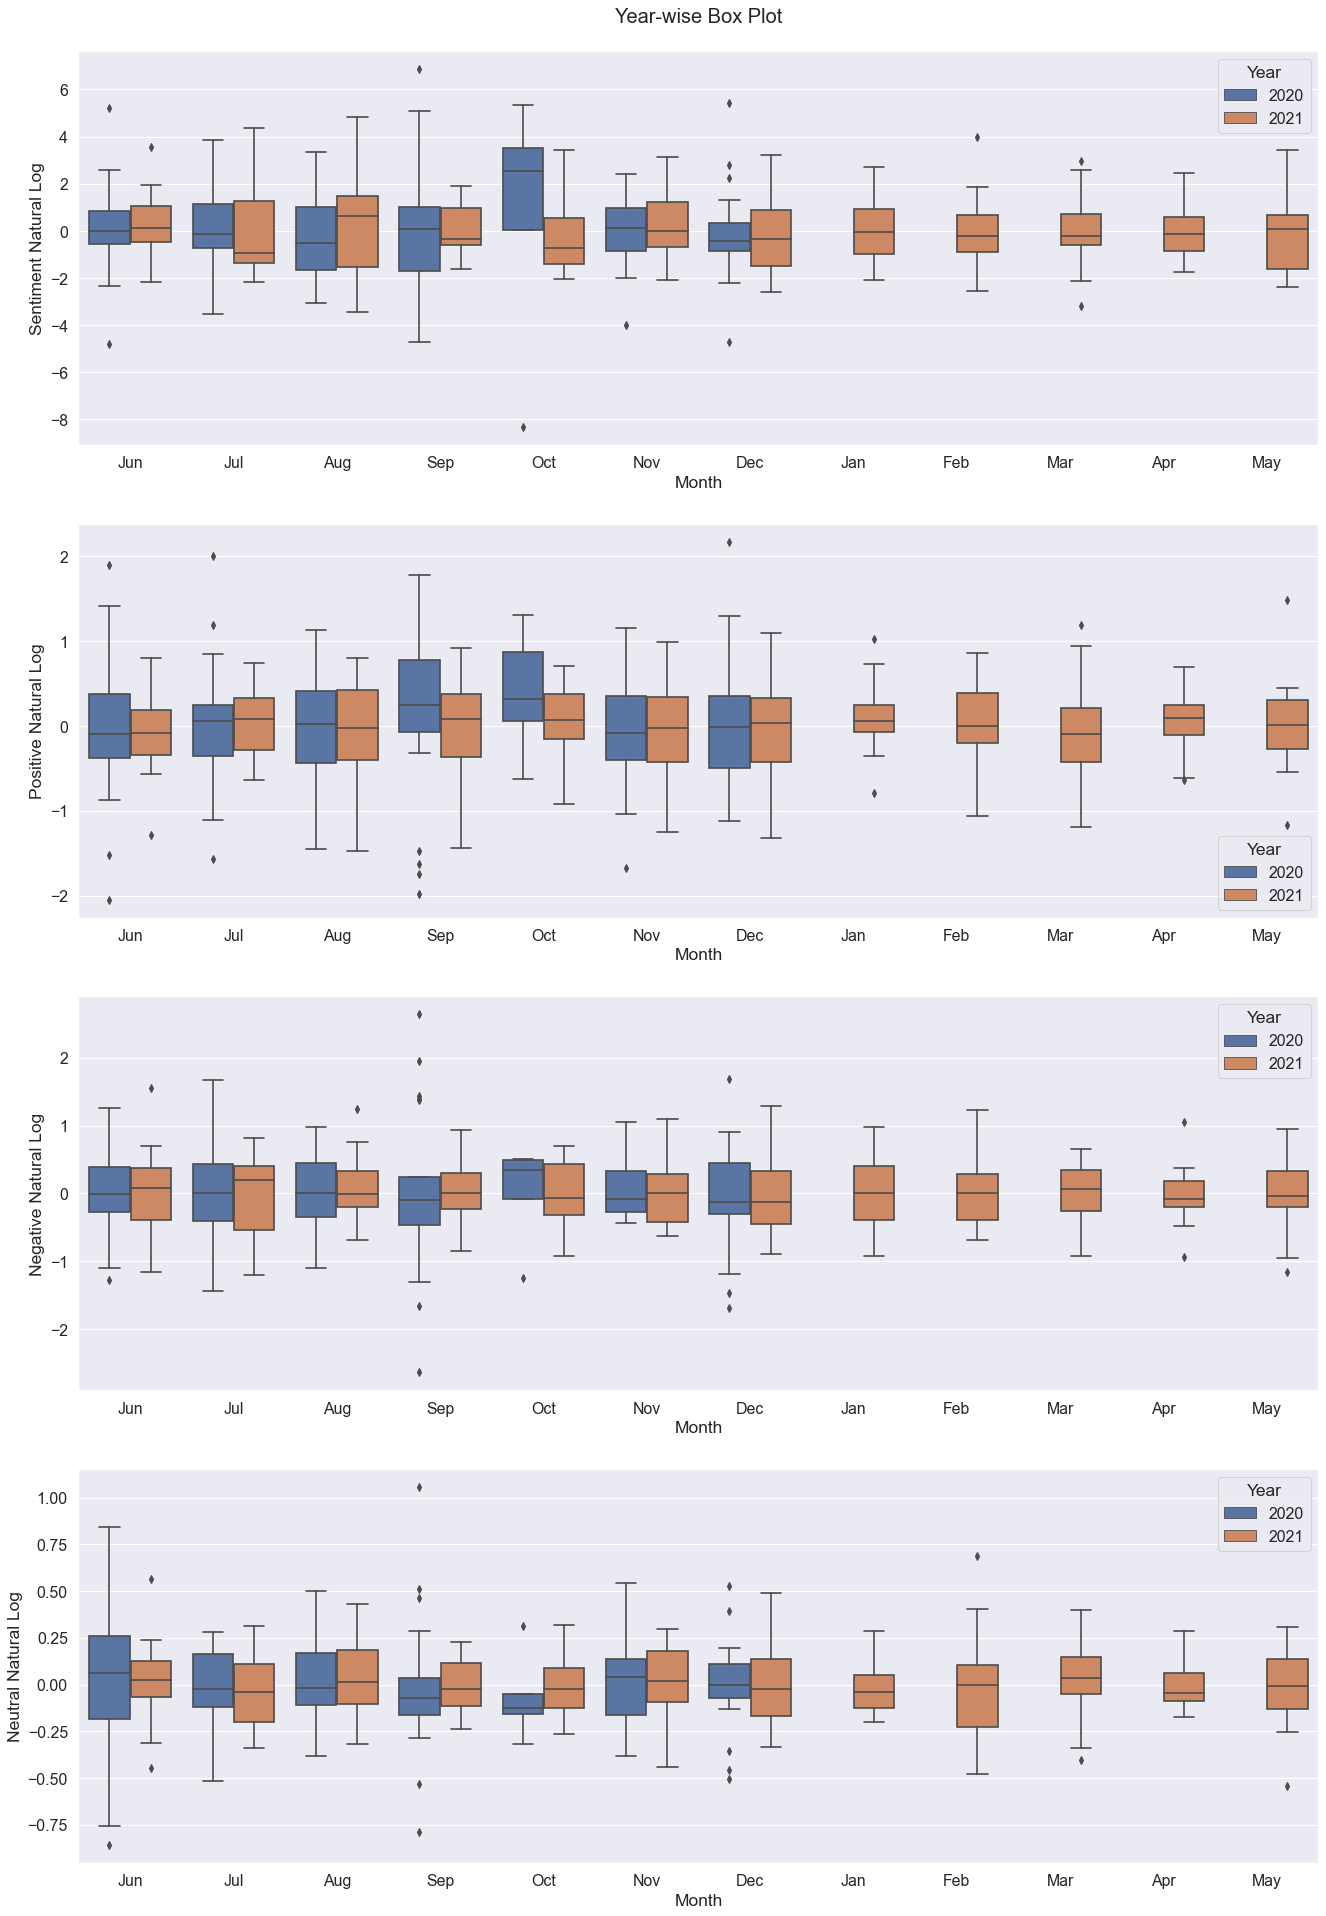 Year-wise Box Plot
Year
2020
2021
6
4
2
0
−2
−4
−6
−8
Sentiment Natural Log
Jun Jul Aug Sep Oct Nov Dec Jan Feb Mar Apr May
Month
2
1
0
−1
−2
Positive Natural Log
Year
2020
2021
Jun Jul Aug Sep Oct Nov Dec Jan Feb Mar Apr May
Month
Year
2020
2021
2
1
0
−1
−2
Negative Natural Log
Jun Jul Aug Sep Oct Nov Dec Jan Feb Mar Apr May
Month
Year
2020
2021
1.00
0.75
0.50
0.25
0.00
−0.25
−0.50
−0.75
Neutral Natural Log
Jun Jul Aug Sep Oct Nov Dec Jan Feb Mar Apr May
Month